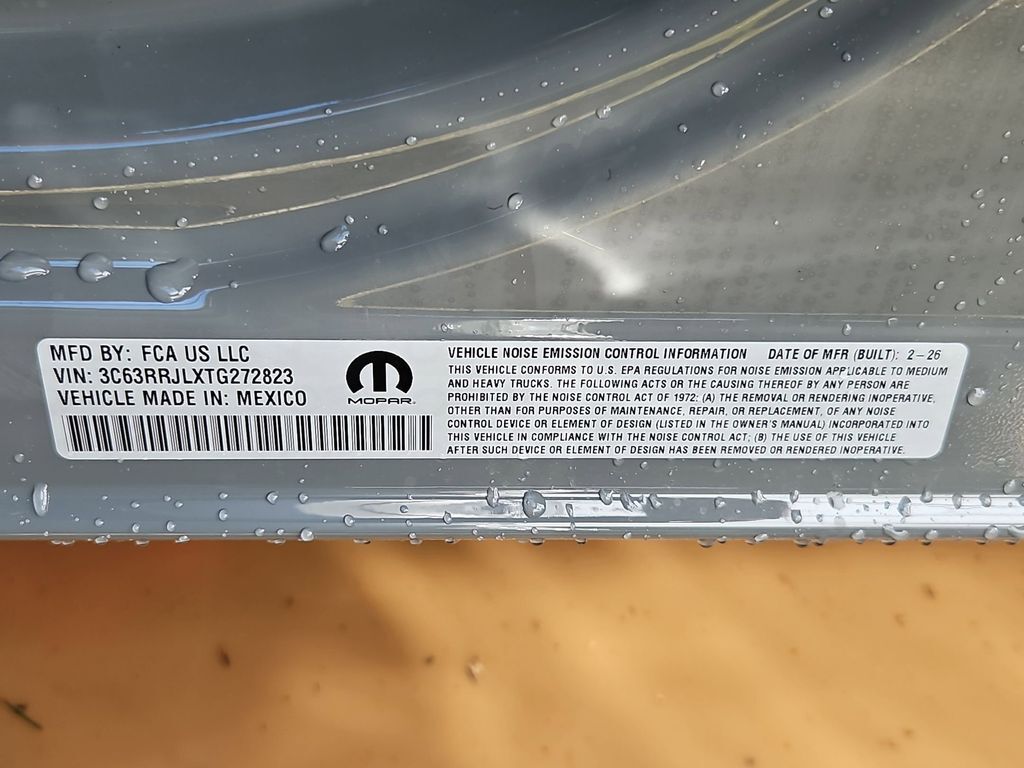 MFD BY: FCA US LLC
VIN: 3C63RRJLXTG272823
VEHICLE MADE IN: MEXICO
MOPAR®
VEHICLE NOISE EMISSION CONTROL INFORMATION DATE OF MFR (BUILT): 2-26
THIS VEHICLE CONFORMS TO U.S. EPA REGULATIONS FOR NOISE EMISSION APPLICABLE TO MEDIUM
AND HEAVY TRUCKS. THE FOLLOWING ACTS OR THE CAUSING THEREOF BY ANY PERSON ARE
PROHIBITED BY THE NOISE CONTROL ACT OF 1972: (A) THE REMOVAL OR RENDERING INOPERATIVE,
OTHER THAN FOR PURPOSES OF MAINTENANCE, REPAIR, OR REPLACEMENT, OF ANY NOISE
CONTROL DEVICE OR ELEMENT OF DESIGN (LISTED IN THE OWNER'S MANUAL) INCORPORATED INTO
THIS VEHICLE IN COMPLIANCE WITH THE NOISE CONTROL ACT; (B) THE USE OF THIS VEHICLE
AFTER SUCH DEVICE OR ELEMENT OF DESIGN HAS BEEN REMOVED OR RENDERED INOPERATIVE.